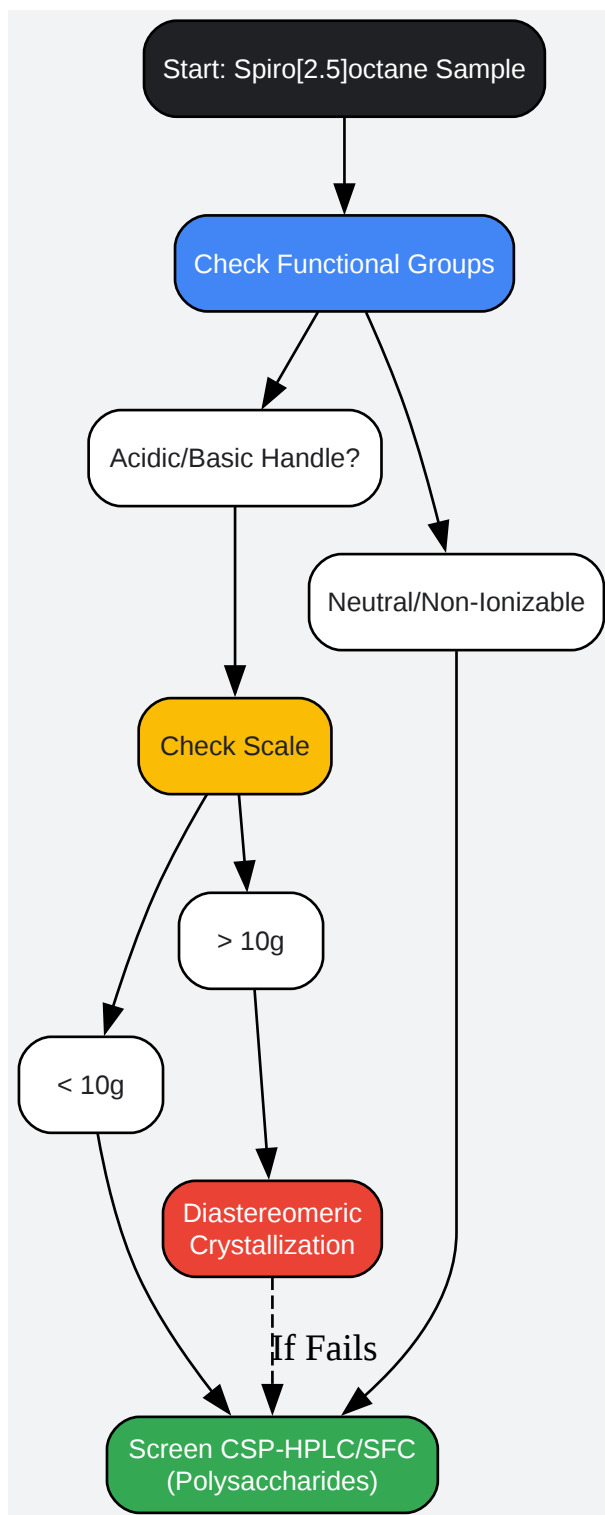 Start: Spiro[2.5]octane Sample
Check Functional Groups
Acidic/Basic Handle?
Neutral/Non-Ionizable
Check Scale
> 10g
< 10g
Diastereomeric
Crystallization
If Fails
Screen CSP-HPLC/SFC
(Polysaccharides)